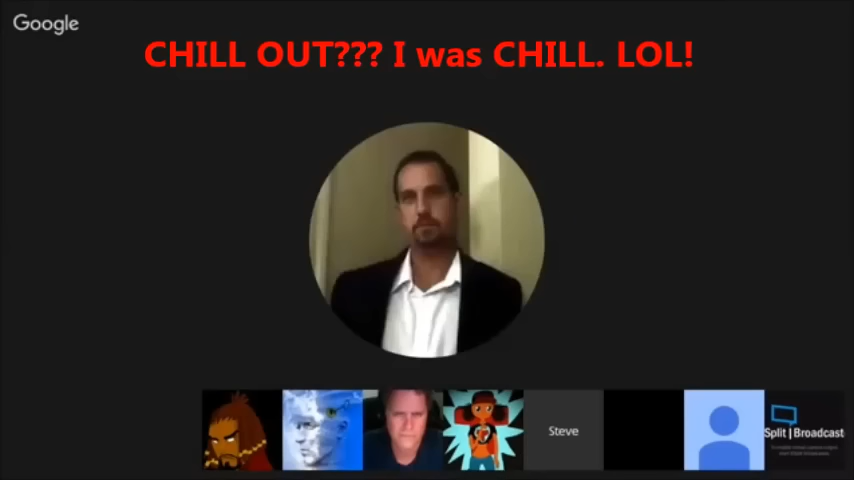 Google
CHILL OUT??? I was CHILL. LOL!
Steve
Split | Broadcast